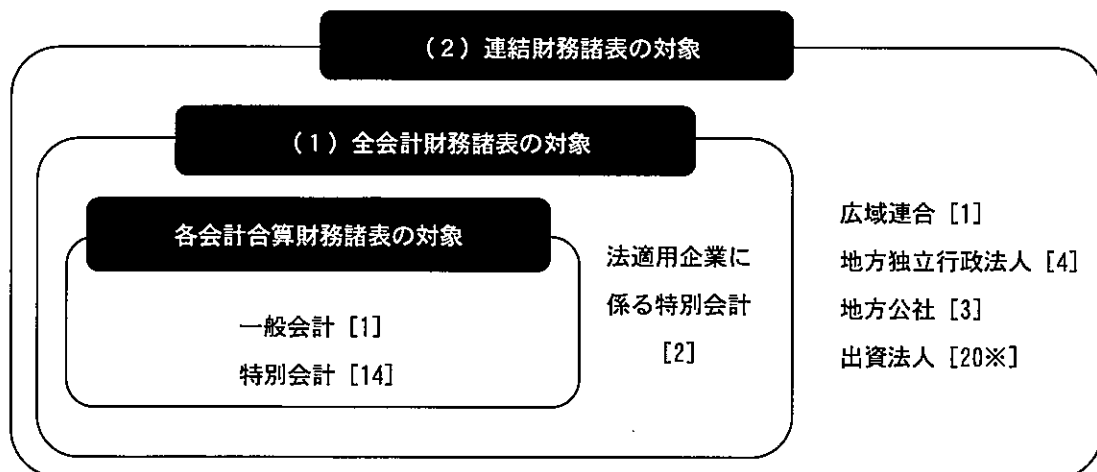 （２）連結財務諸表の対象
（１）全会計財務諸表の対象
各会計合算財務諸表の対象
一般会計［1］
特別会計［14］
法適用企業に
係る特別会計
［2］
広域連合［1］
地方独立行政法人［4］
地方公社［3］
出資法人［20※］